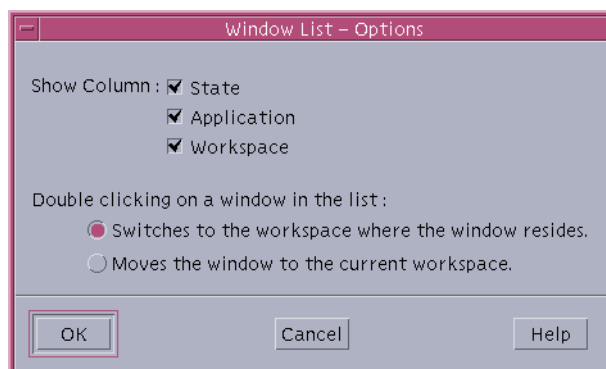 Window List – Options
Show Column : State
Application
Workspace
Double clicking on a window in the list :
Switches to the workspace where the window resides.
Moves the window to the current workspace.
OK Cancel Help